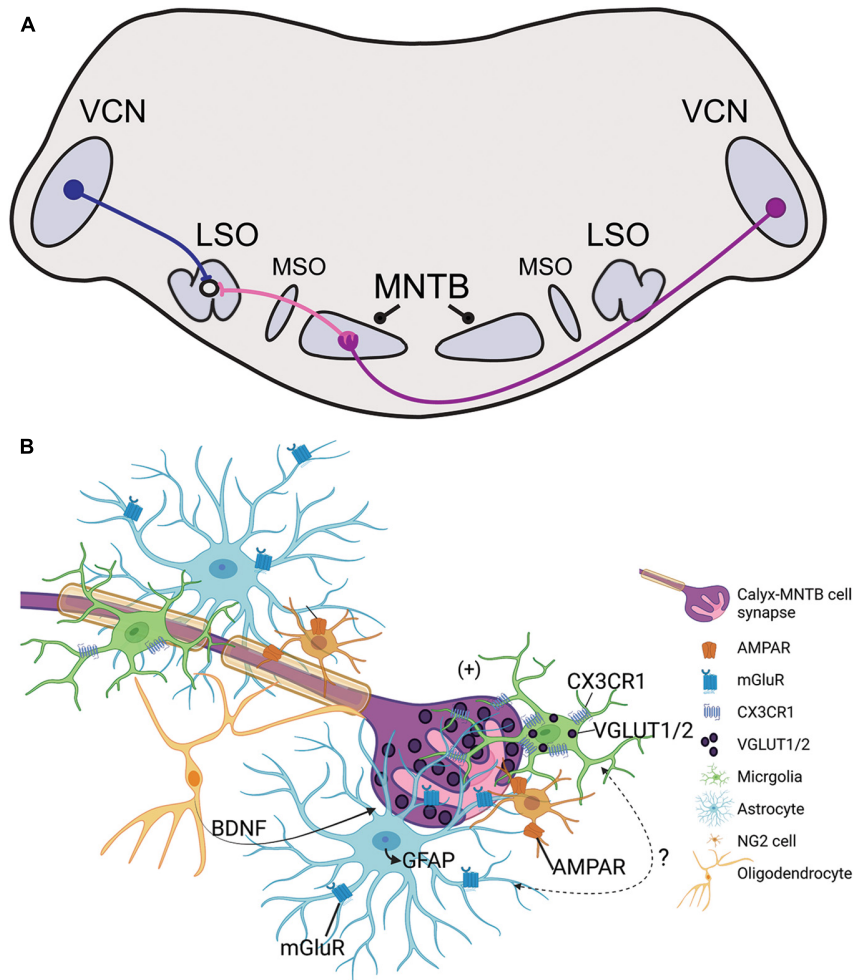 A
VCN
VCN
LSO
LSO
MSO
MSO
MNTB
B
(+)
CX3CR1
VGLUT1/2
BDNF
GFAP
AMPAR
?
mGluR
Calyx-MNTB cell
synapse
AMPAR
mGluR
CX3CR1
VGLUT1/2
Micrgolia
Astrocyte
NG2 cell
Oligodendrocyte